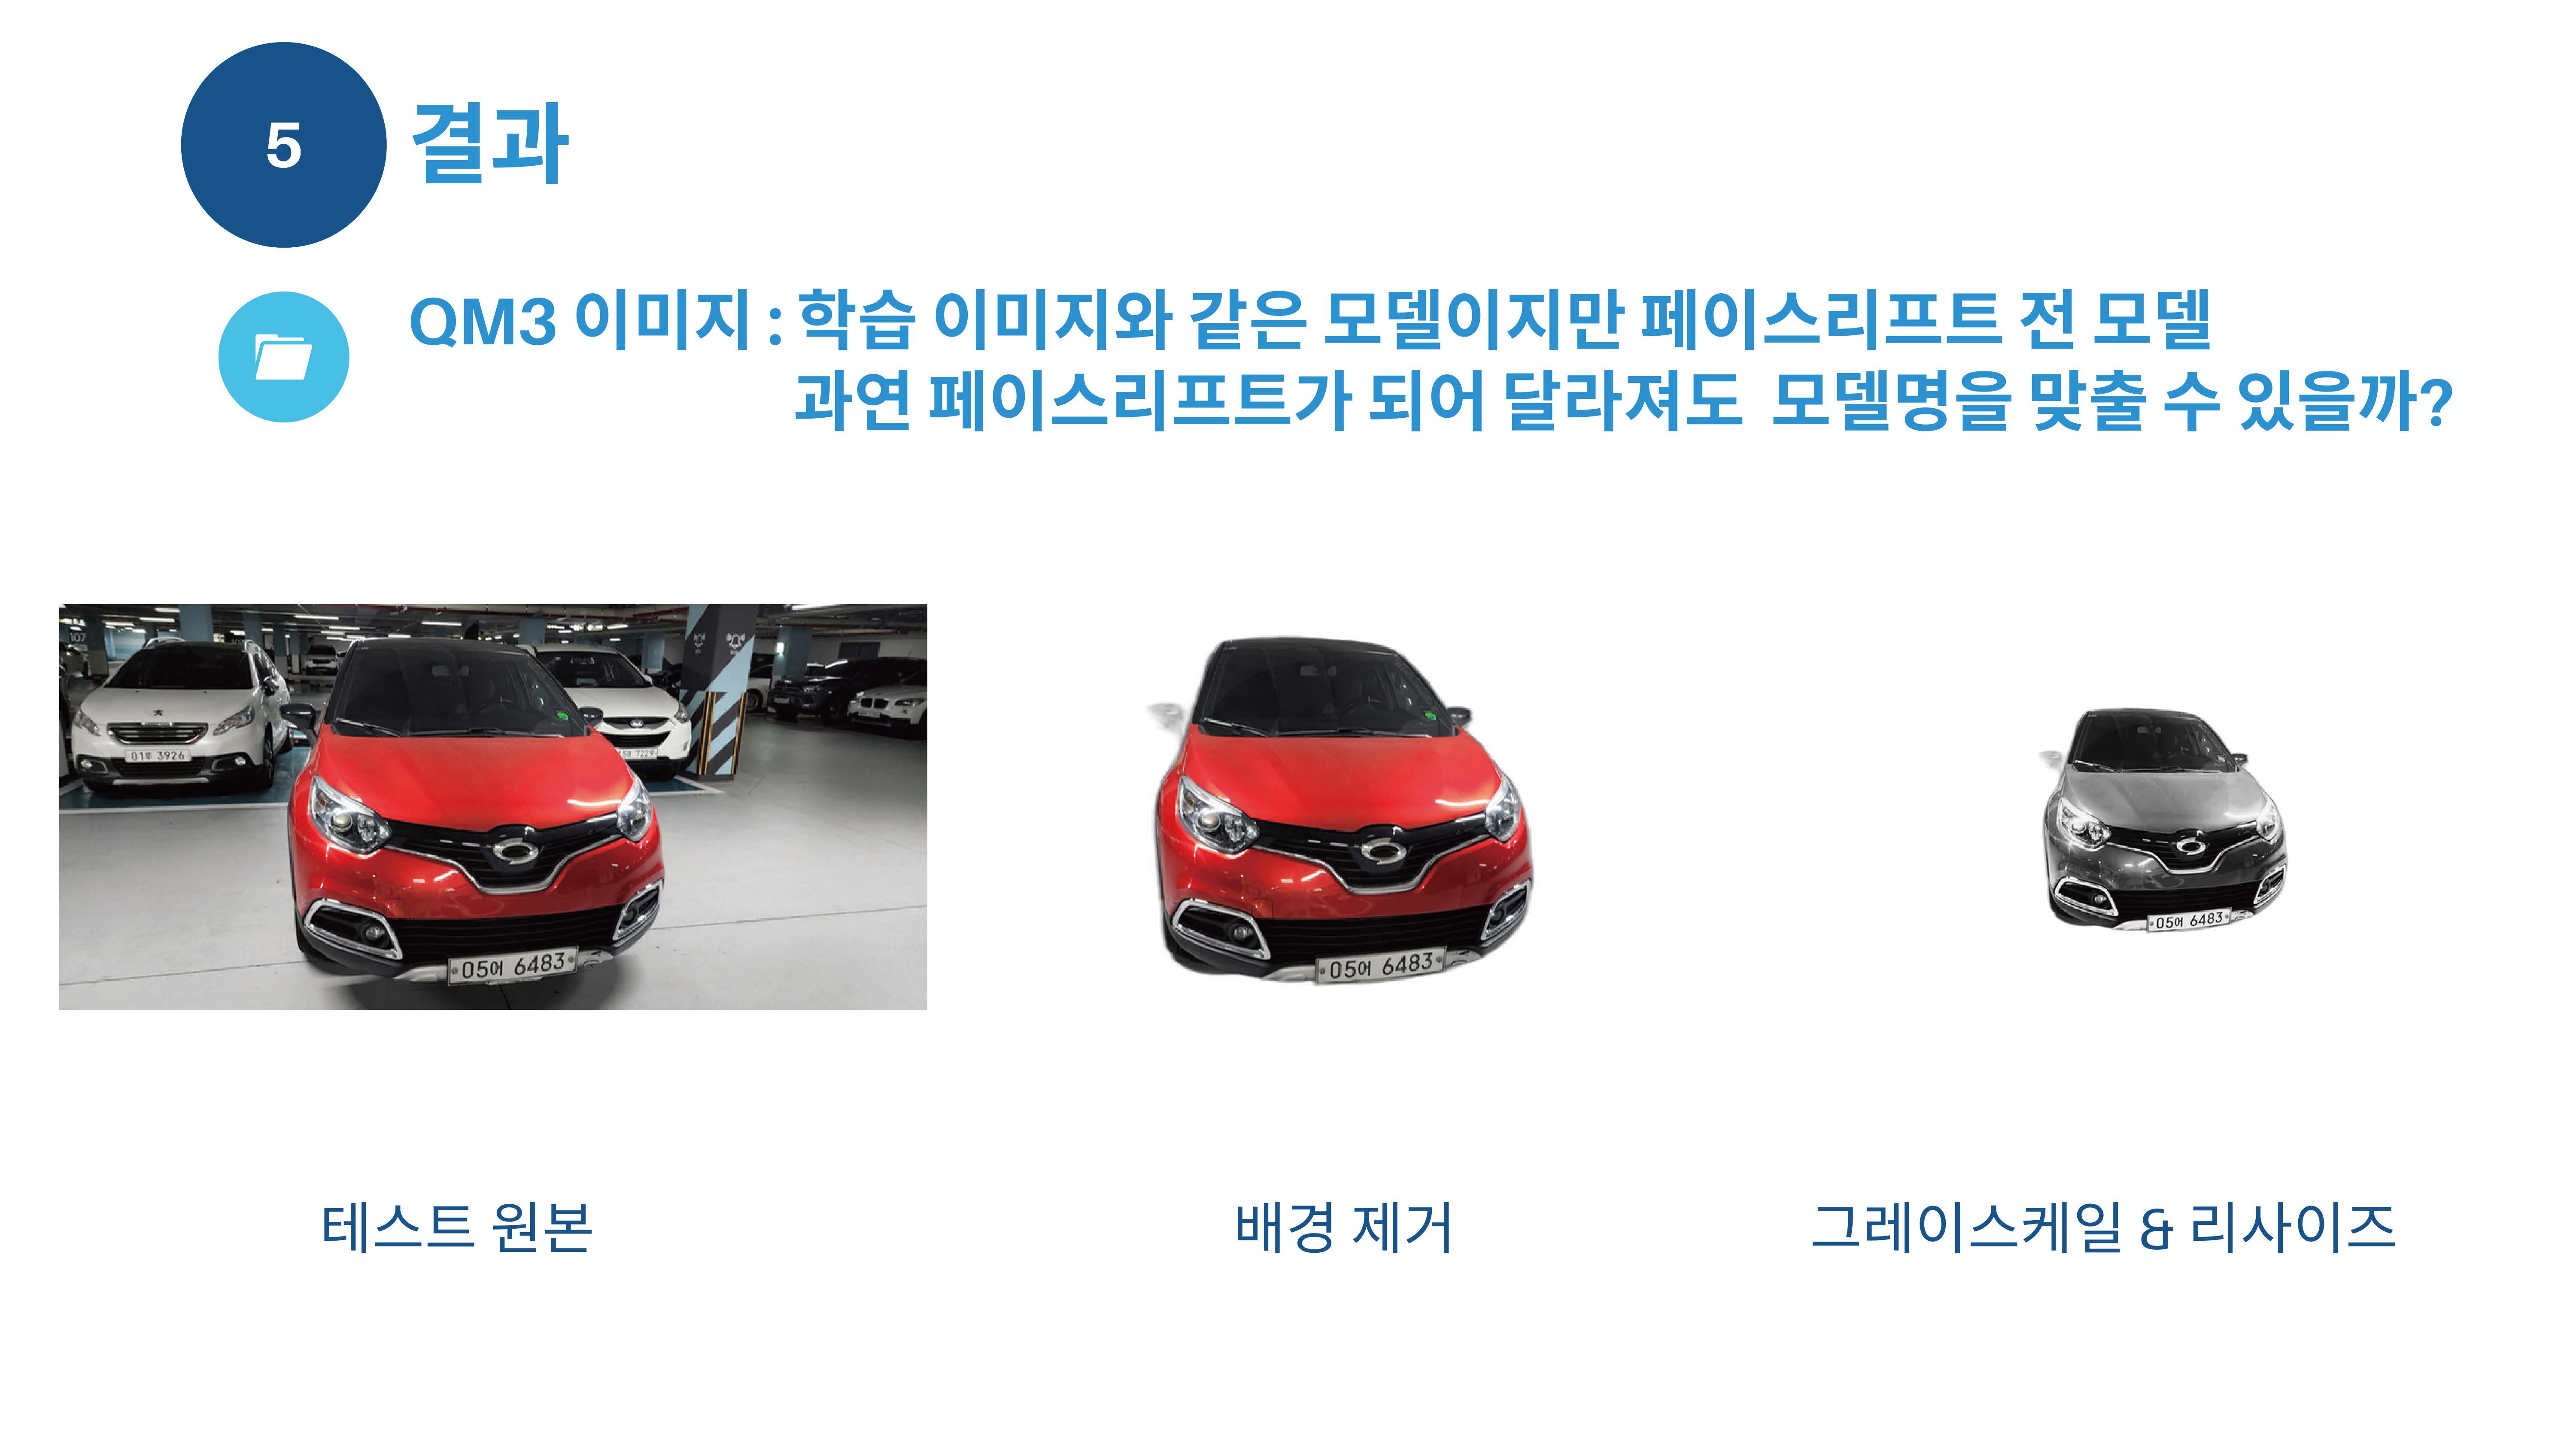 5
결과
QM3 이미지 : 학습 이미지와 같은 모델이지만 페이스리프트 전 모델
과연 페이스리프트가 되어 달라져도 모델명을 맞출 수 있을까?
107
01루 3926
7229
05어 6483
05어 6483
05어 6483
테스트 원본
배경 제거
그레이스케일 & 리사이즈